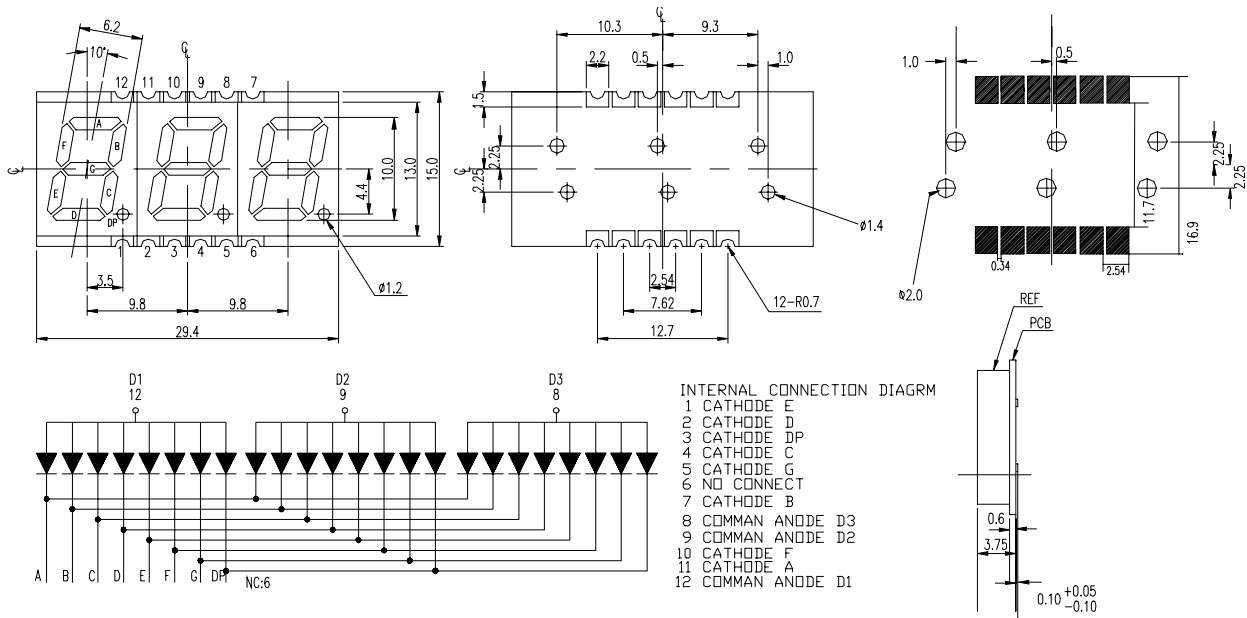 6.2
10°
12 11 10 9 8 7
A
F B
G
E C
D
DP
1 2 3 4 5 6
4.4
10.0
13.0
15.0
3.5
ø1.2
9.8 9.8
29.4
10.3 9.3
2.2 0.5 1.0
1.5
2.25
2.25
ø1.4
2.54
12-R0.7
7.62
12.7
1.0 0.5
2.25
2.25
11.7
16.9
0.34 2.54
ø2.0
REF
PCB
0.6
3.75
0.10 +0.05
-0.10
D1 D2 D3
12 9 8
A B C D E F G DP NC:6
INTERNAL CONNECTION DIAGRM
1 CATHODE E
2 CATHODE D
3 CATHODE DP
4 CATHODE C
5 CATHODE G
6 NO CONNECT
7 CATHODE B
8 COMMAN ANODE D3
9 COMMAN ANODE D2
10 CATHODE F
11 CATHODE A
12 COMMAN ANODE D1